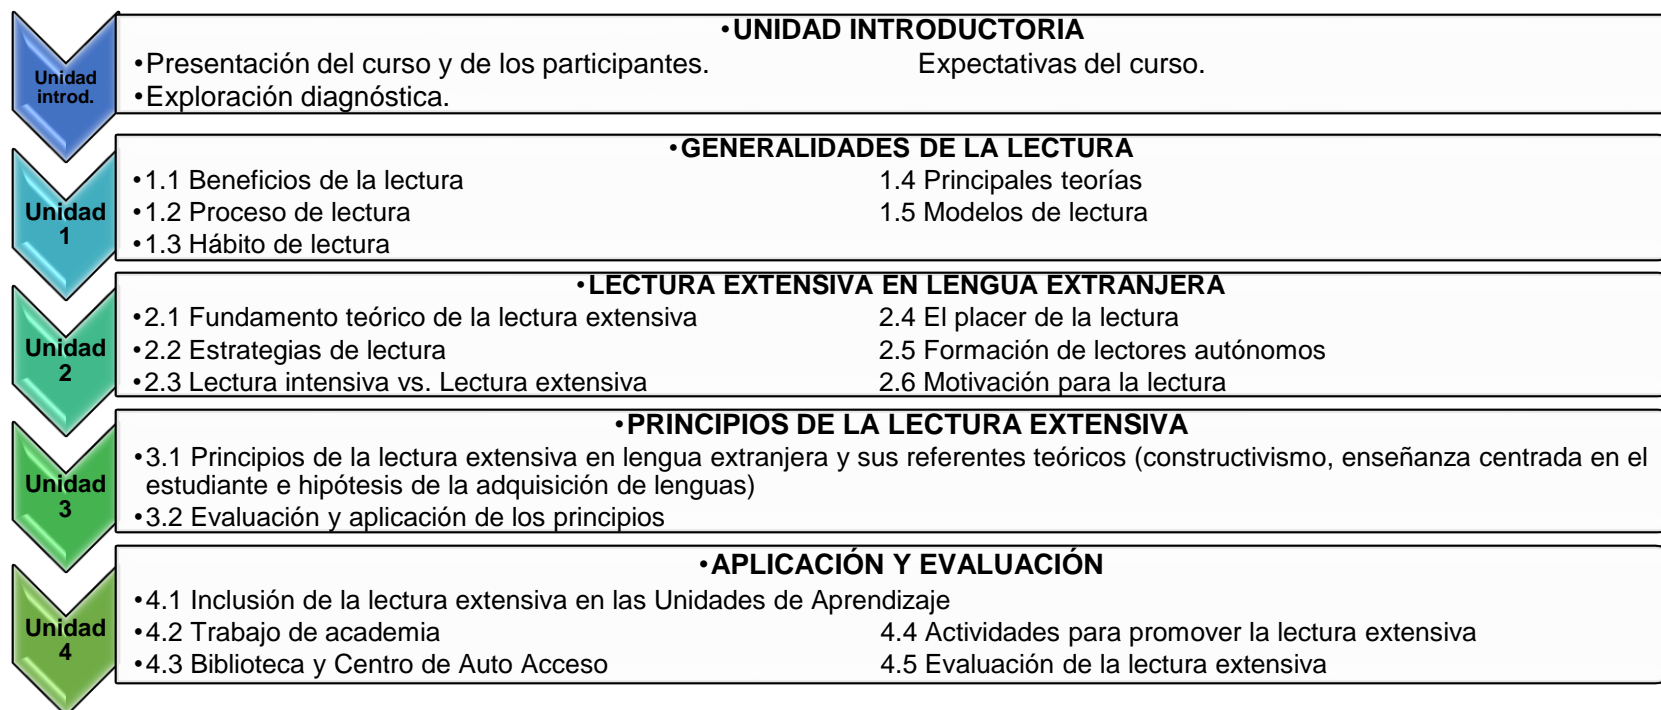 Unidad
introd.
•UNIDAD INTRODUCTORIA
•Presentación del curso y de los participantes. Expectativas del curso.
•Exploración diagnóstica.
Unidad
1
•GENERALIDADES DE LA LECTURA
•1.1 Beneficios de la lectura 1.4 Principales teorías
•1.2 Proceso de lectura 1.5 Modelos de lectura
•1.3 Hábito de lectura
Unidad
2
•LECTURA EXTENSIVA EN LENGUA EXTRANJERA
•2.1 Fundamento teórico de la lectura extensiva 2.4 El placer de la lectura
•2.2 Estrategias de lectura 2.5 Formación de lectores autónomos
•2.3 Lectura intensiva vs. Lectura extensiva 2.6 Motivación para la lectura
Unidad
3
•PRINCIPIOS DE LA LECTURA EXTENSIVA
•3.1 Principios de la lectura extensiva en lengua extranjera y sus referentes teóricos (constructivismo, enseñanza centrada en el
estudiante e hipótesis de la adquisición de lenguas)
•3.2 Evaluación y aplicación de los principios
Unidad
4
•APLICACIÓN Y EVALUACIÓN
•4.1 Inclusión de la lectura extensiva en las Unidades de Aprendizaje
•4.2 Trabajo de academia 4.4 Actividades para promover la lectura extensiva
•4.3 Biblioteca y Centro de Auto Acceso 4.5 Evaluación de la lectura extensiva